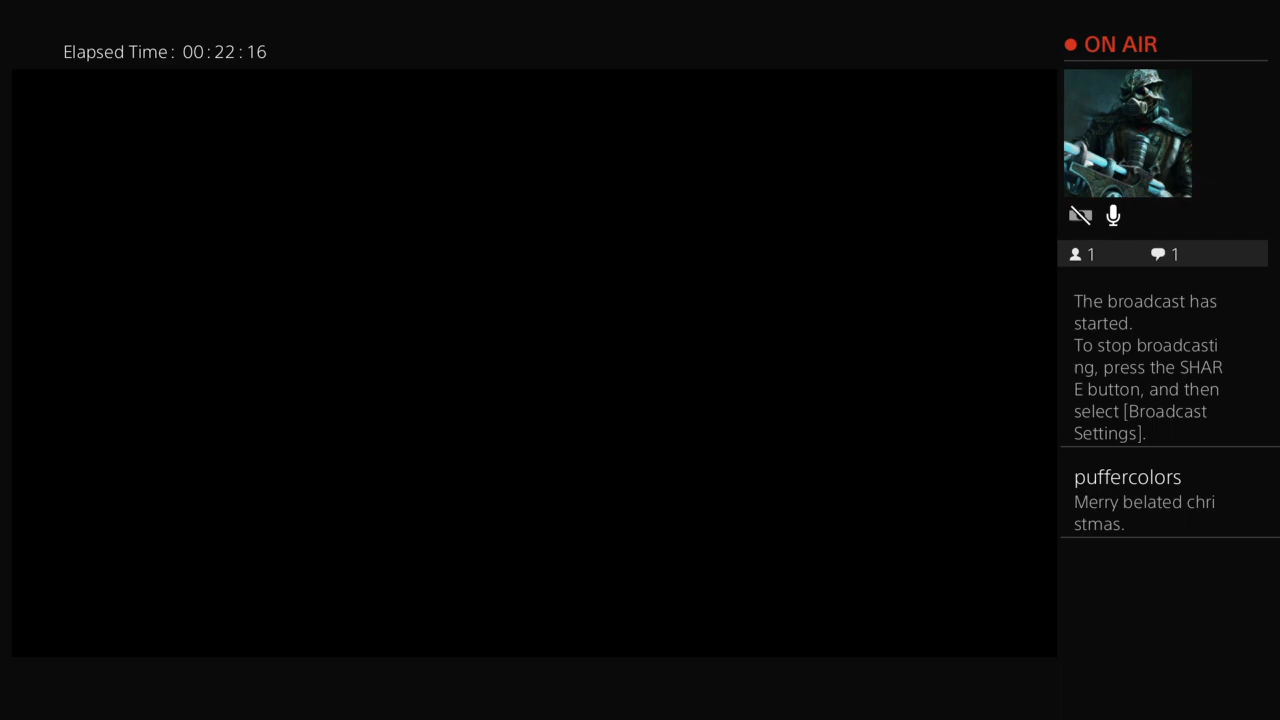 Elapsed Time: 00:22:16
ON AIR
1 1
The broadcast has
started.
To stop broadcasti
ng, press the SHAR
E button, and then
select [Broadcast
Settings].
puffercolors
Merry belated chri
stmas.